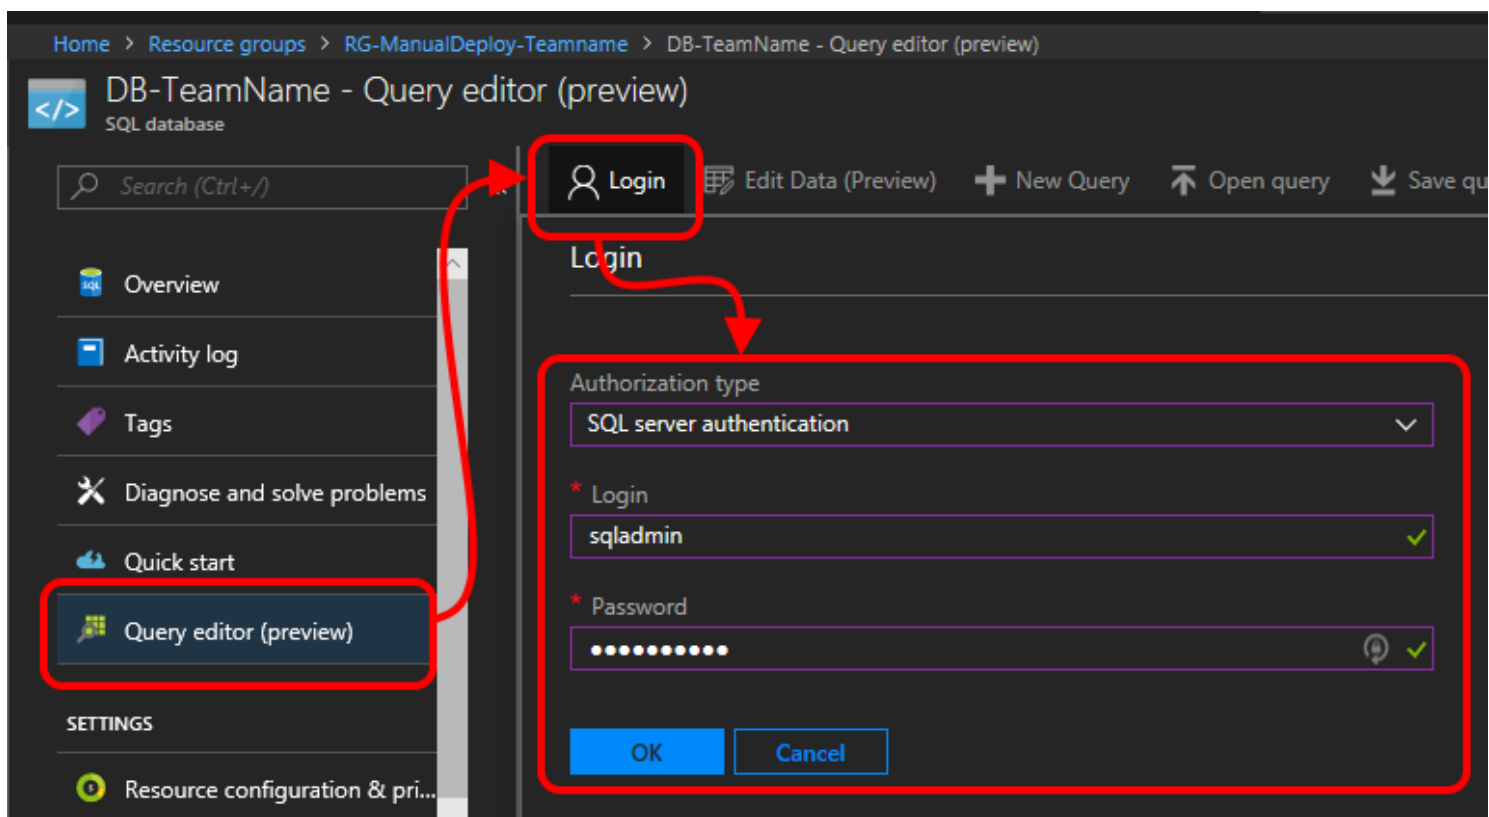 Home > Resource groups > RG-ManualDeploy-Teamname > DB-TeamName - Query editor (preview)
DB-TeamName - Query editor (preview)
SQL database
Search (Ctrl+/)
Login
Edit Data (Preview)
New Query
Open query
Save qu
Overview
Activity log
Tags
Diagnose and solve problems
Quick start
Query editor (preview)
SETTINGS
Resource configuration & pri...
Login
Authorization type
SQL server authentication
* Login
sqladmin
* Password
••••••••••
OK
Cancel